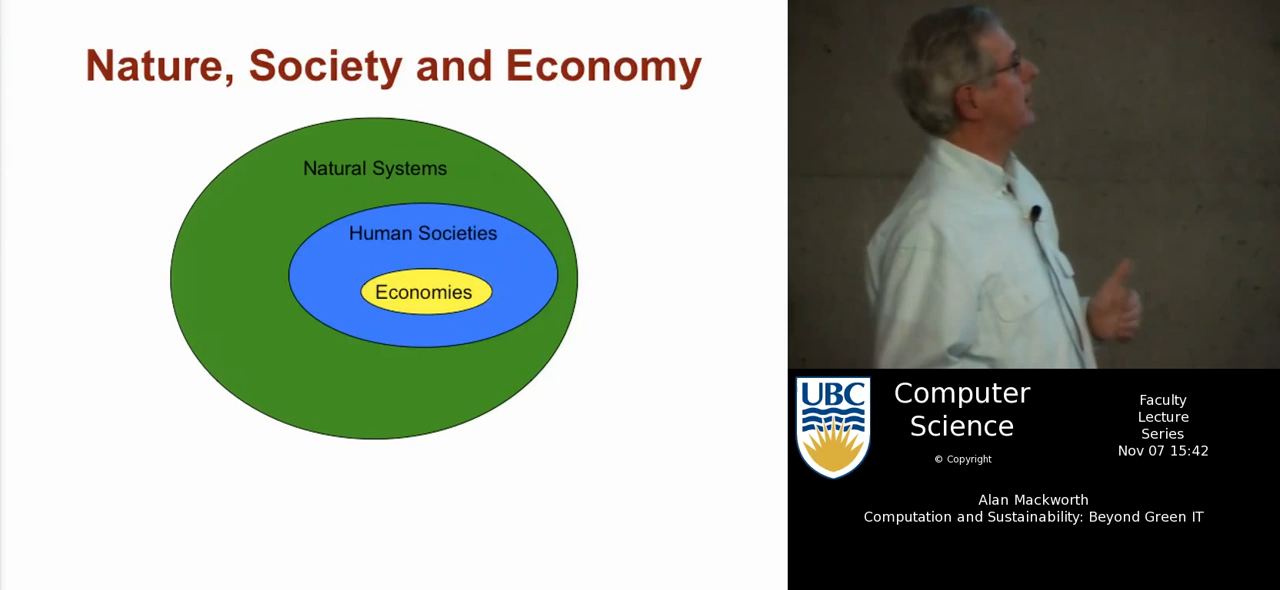 Nature, Society and Economy
Natural Systems
Human Societies
Economies
UBC
Computer
Science
© Copyright
Faculty
Lecture
Series
Nov 07 15:42
Alan Mackworth
Computation and Sustainability: Beyond Green IT